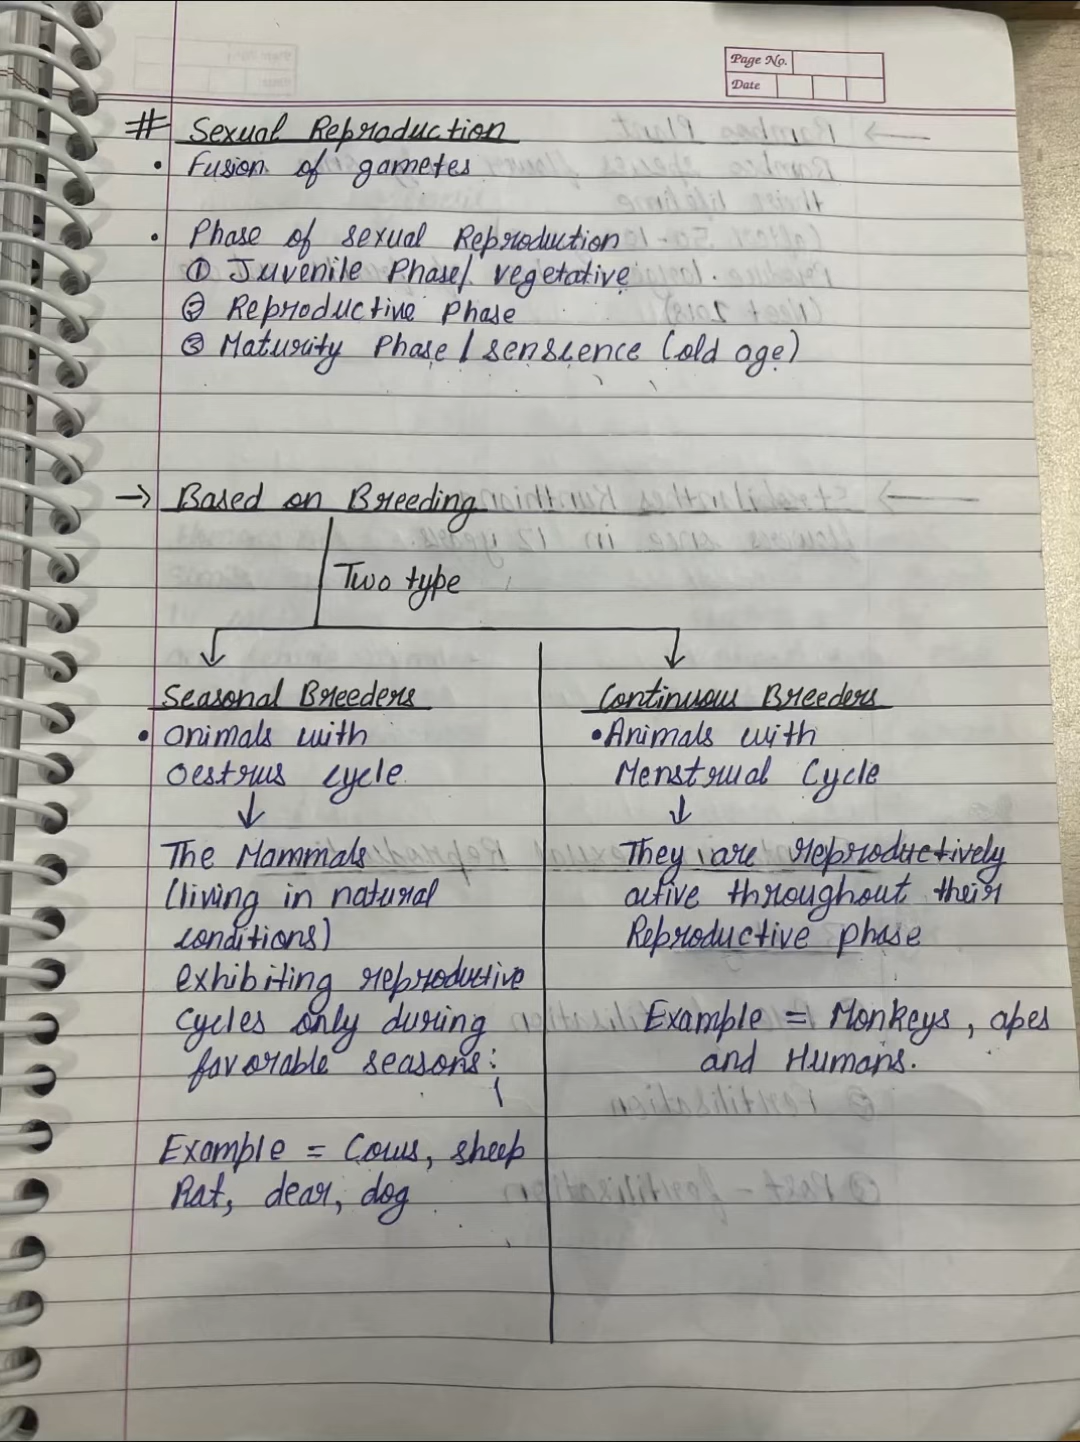 Page No.
Date
# Sexual Reproduction
• Fusion of gametes
• Phase of sexual Reproduction
① Juvenile Phase/ vegetative
② Reproductive Phase
③ Maturity Phase / senscence (old age)
→ Based on Breeding
Two type
Seasonal Breeders
• animals with
Oestrus cycle
↓
The Mammals
(living in natural
conditions)
exhibiting reproductive
cycles only during
favorable seasons:
Example = Cows, sheep
Rat, dear, dog
Continuous Breeders
• Animals with
Menstrual Cycle
↓
They are reproductively
active throughout their
Reproductive phase
Example = Monkeys, apes
and Humans.